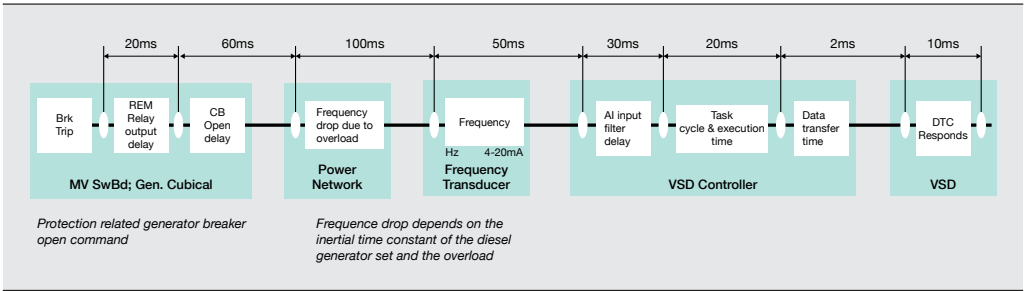 20ms 60ms 100ms 50ms 30ms 20ms 2ms 10ms
Brk
Trip
REM
Relay
output
delay
CB
Open
delay
MV SwBd; Gen. Cubical
Frequency
drop due to
overload
Power
Network
Frequency
Hz 4-20mA
Frequency
Transducer
AI input
filter
delay
Task
cycle & execution
time
Data
transfer
time
VSD Controller
DTC
Responds
VSD
Protection related generator breaker
open command
Frequence drop depends on the
inertial time constant of the diesel
generator set and the overload